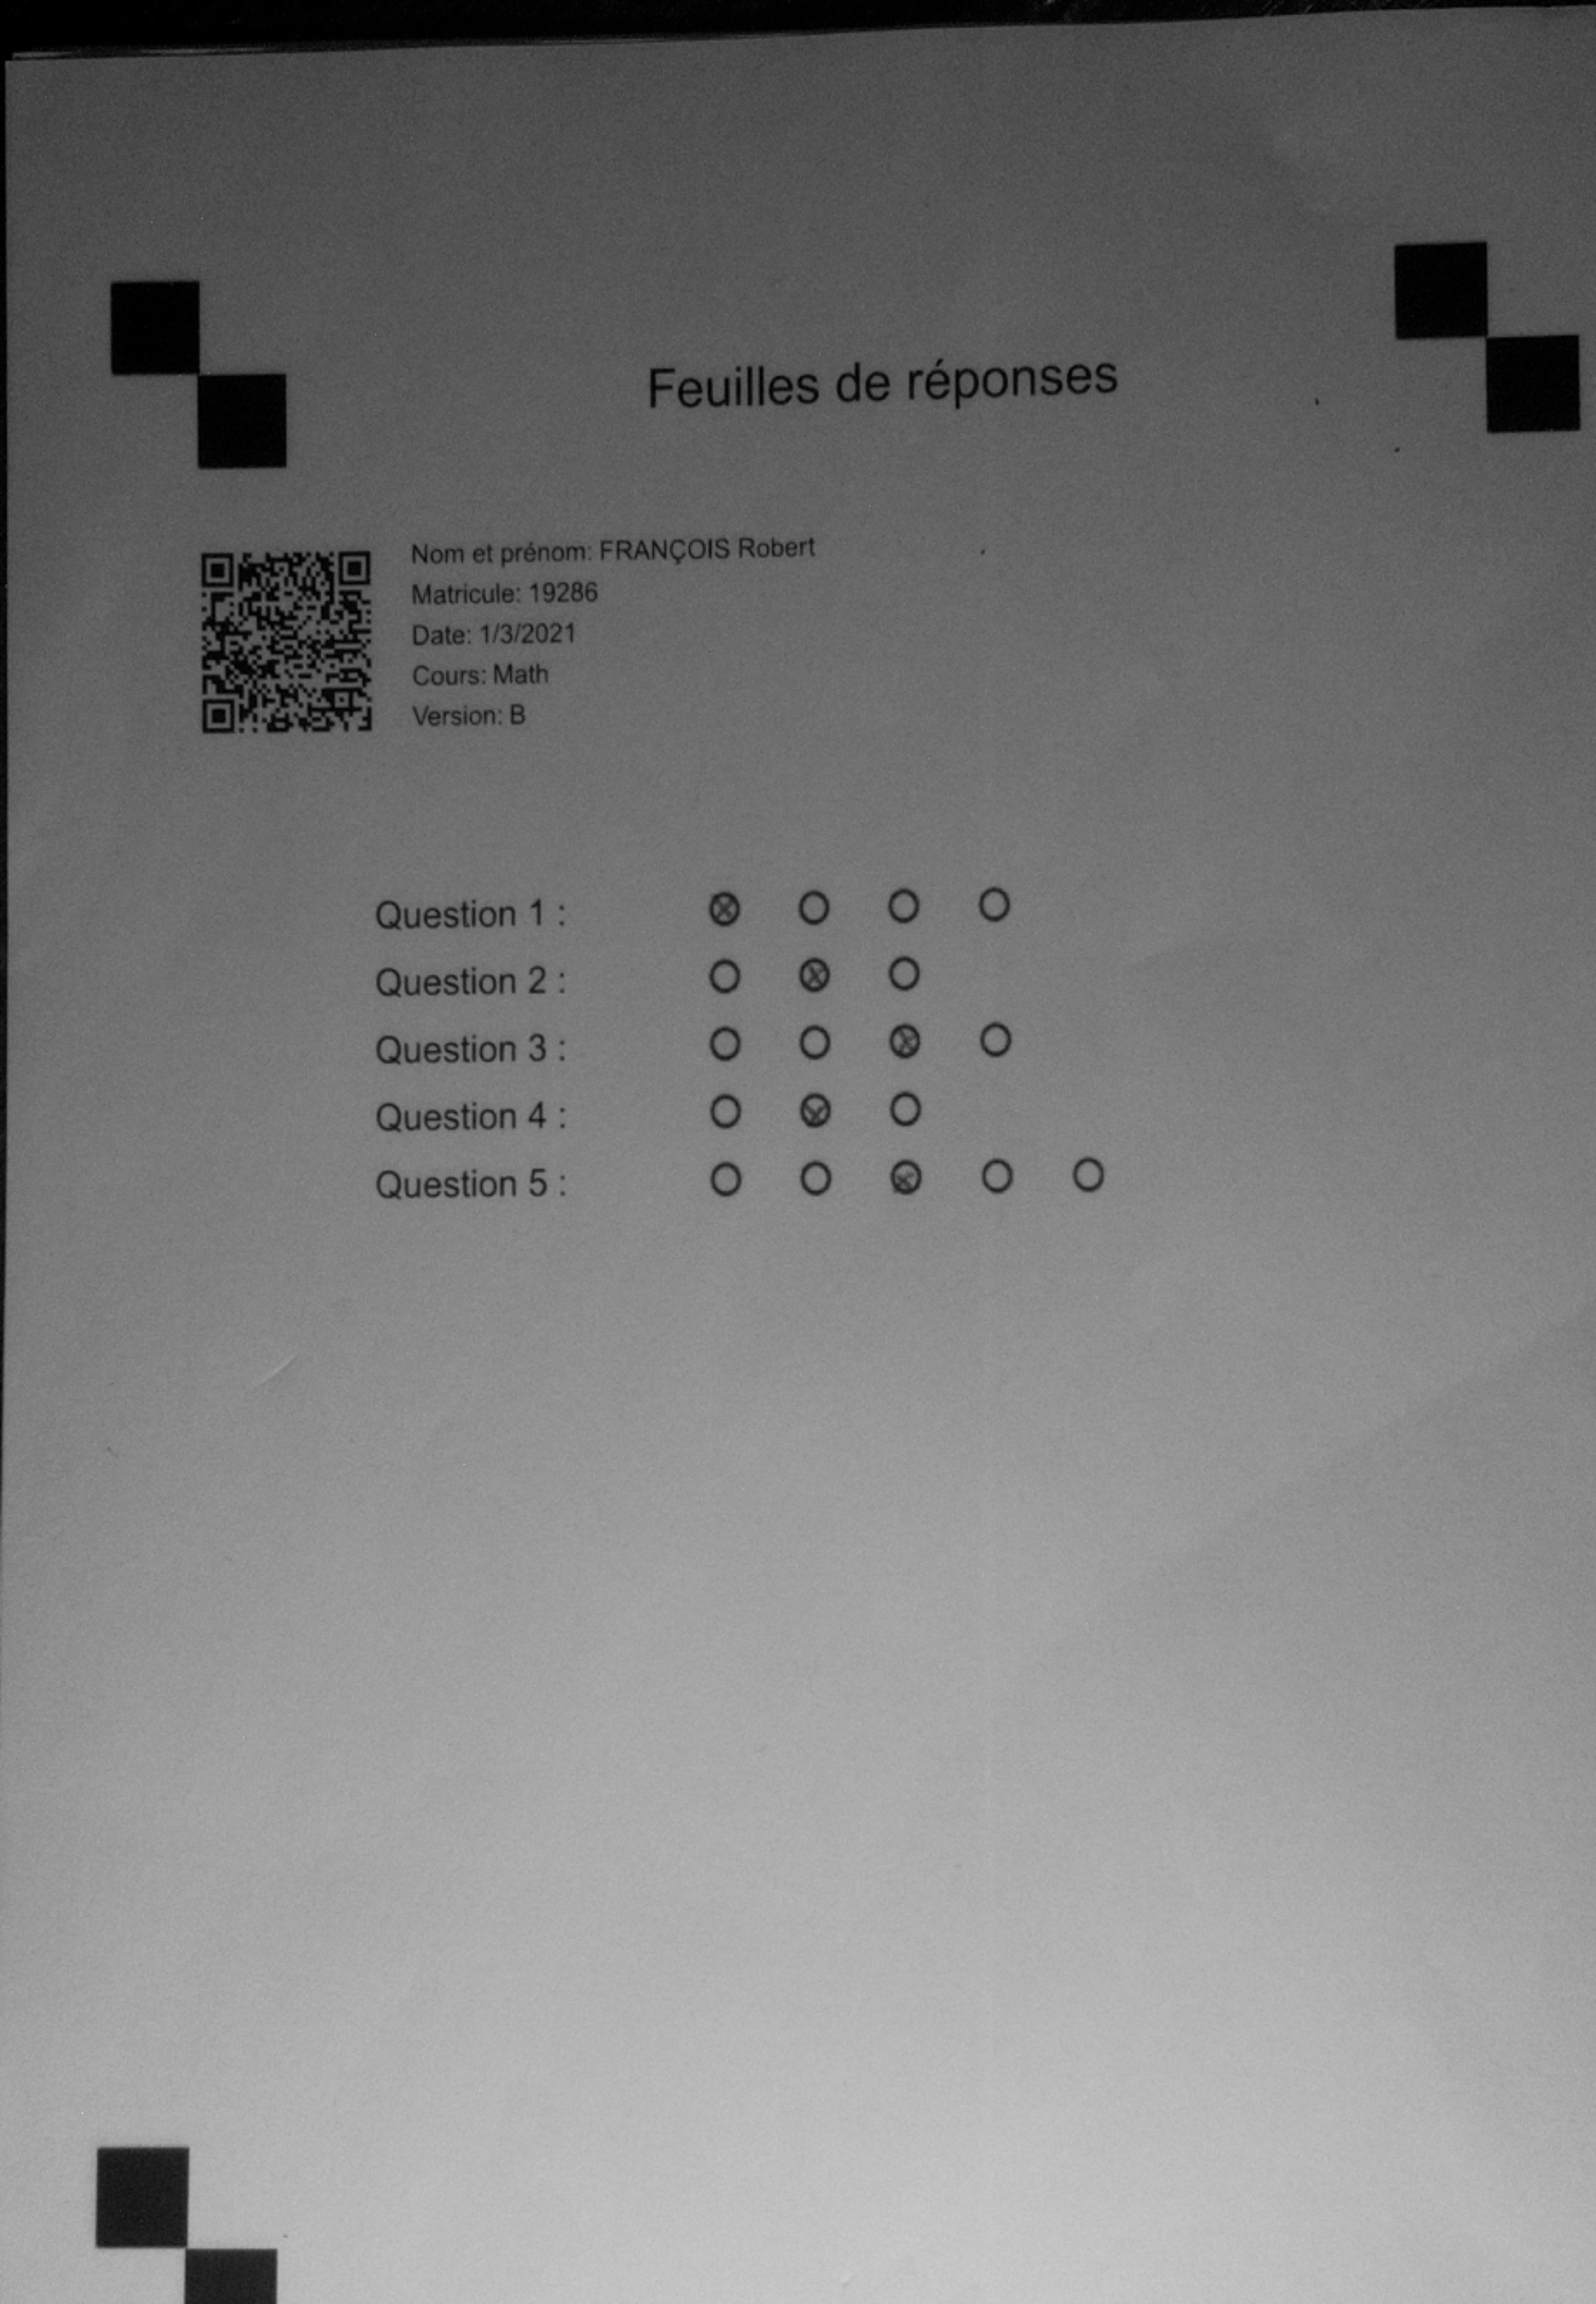 Feuilles de réponses
Nom et prénom: FRANÇOIS Robert
Matricule: 19286
Date: 1/3/2021
Cours: Math
Version: B
Question 1 :
Question 2 :
Question 3 :
Question 4 :
Question 5 :